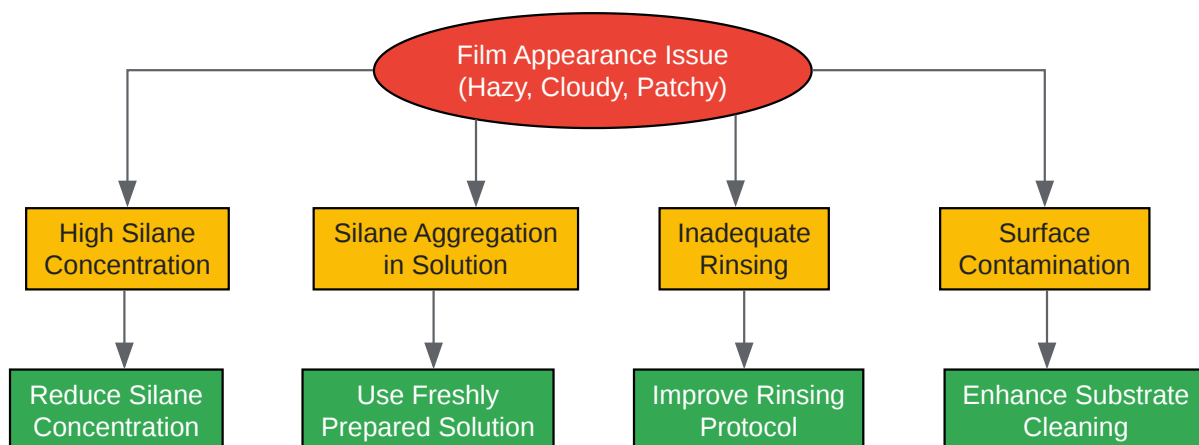 Film Appearance Issue
(Hazy, Cloudy, Patchy)
High Silane
Concentration
Silane Aggregation
in Solution
Inadequate
Rinsing
Surface
Contamination
Reduce Silane
Concentration
Use Freshly
Prepared Solution
Improve Rinsing
Protocol
Enhance Substrate
Cleaning